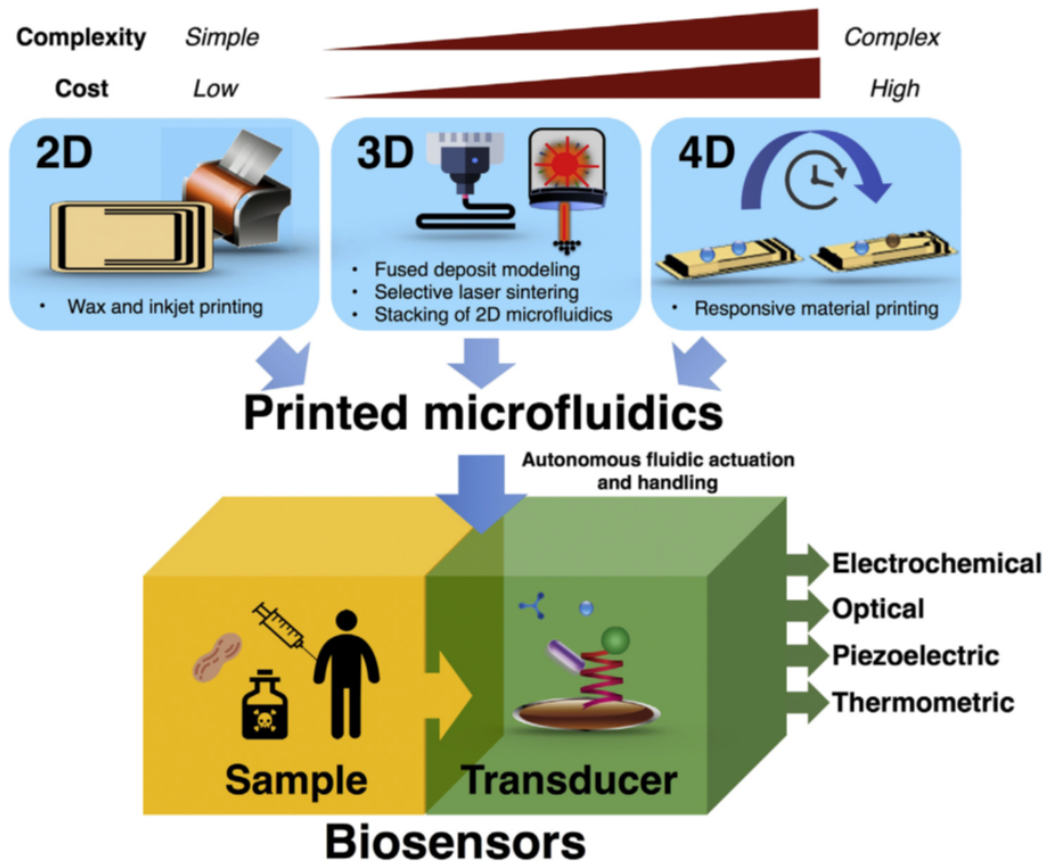 Complexity Simple Complex
Cost Low High
2D
• Wax and inkjet printing
3D
• Fused deposit modeling
• Selective laser sintering
• Stacking of 2D microfluidics
4D
• Responsive material printing
Printed microfluidics
Autonomous fluidic actuation
and handling
Electrochemical
Optical
Piezoelectric
Thermometric
Sample
Transducer
Biosensors